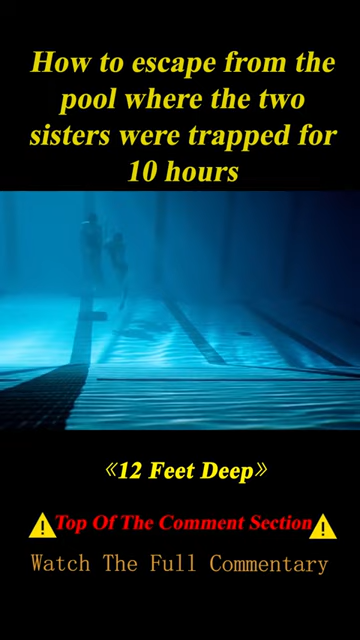 How to escape from the
pool where the two
sisters were trapped for
10 hours
《12 Feet Deep》
Top Of The Comment Section
Watch The Full Commentary